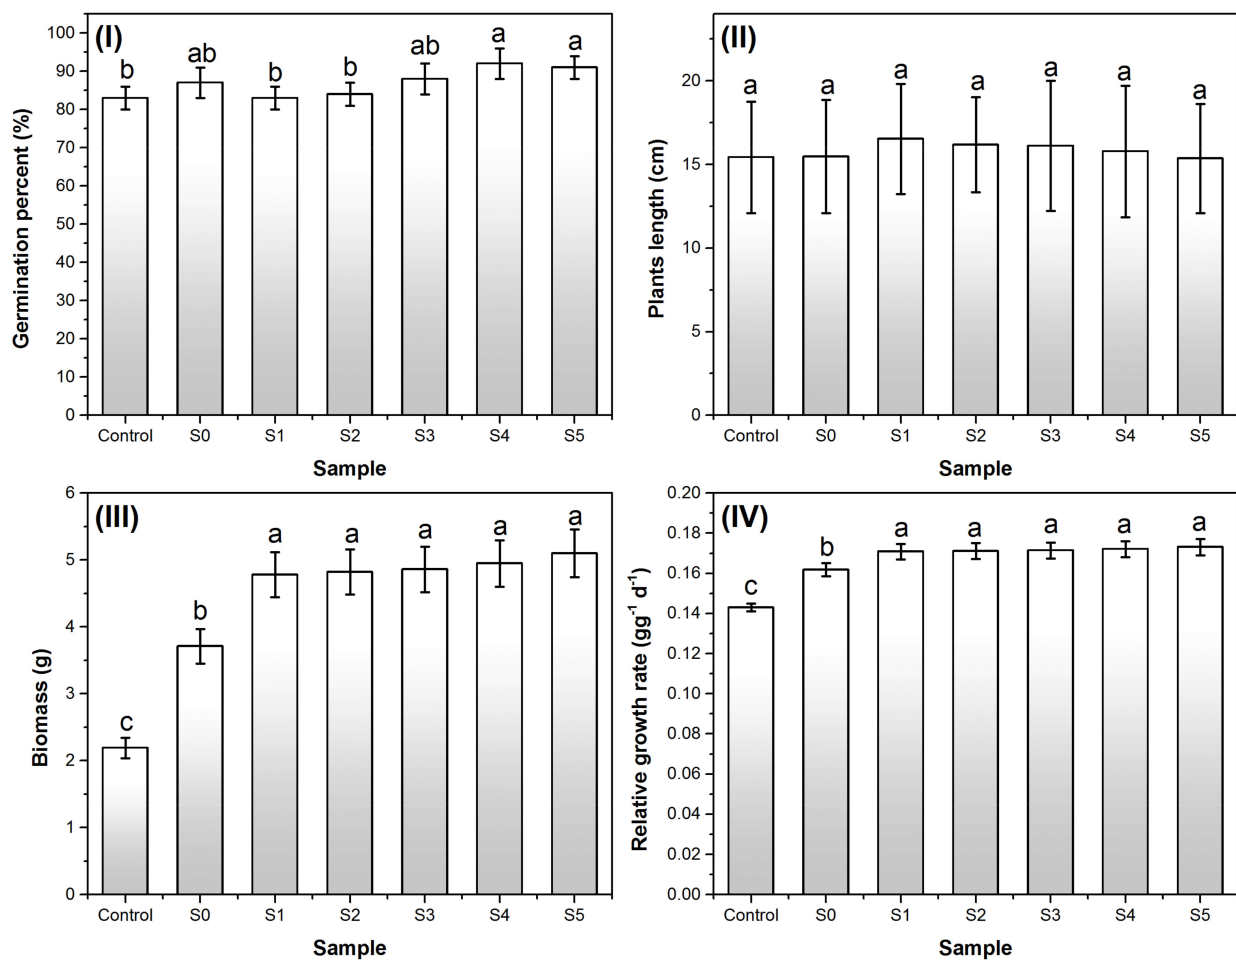 (I)
Germination percent (%)
100
90
80
70
60
50
40
30
20
10
0
b
ab
b
b
ab
a
a
Control S0 S1 S2 S3 S4 S5
Sample
(II)
Plants length (cm)
20
15
10
5
0
a
a
a
a
a
a
a
Control S0 S1 S2 S3 S4 S5
Sample
(III)
Biomass (g)
6
5
4
3
2
1
0
c
b
a
a
a
a
a
Control S0 S1 S2 S3 S4 S5
Sample
(IV)
Relative growth rate (gg⁻¹ d⁻¹)
0.20
0.18
0.16
0.14
0.12
0.10
0.08
0.06
0.04
0.02
0.00
c
b
a
a
a
a
a
Control S0 S1 S2 S3 S4 S5
Sample